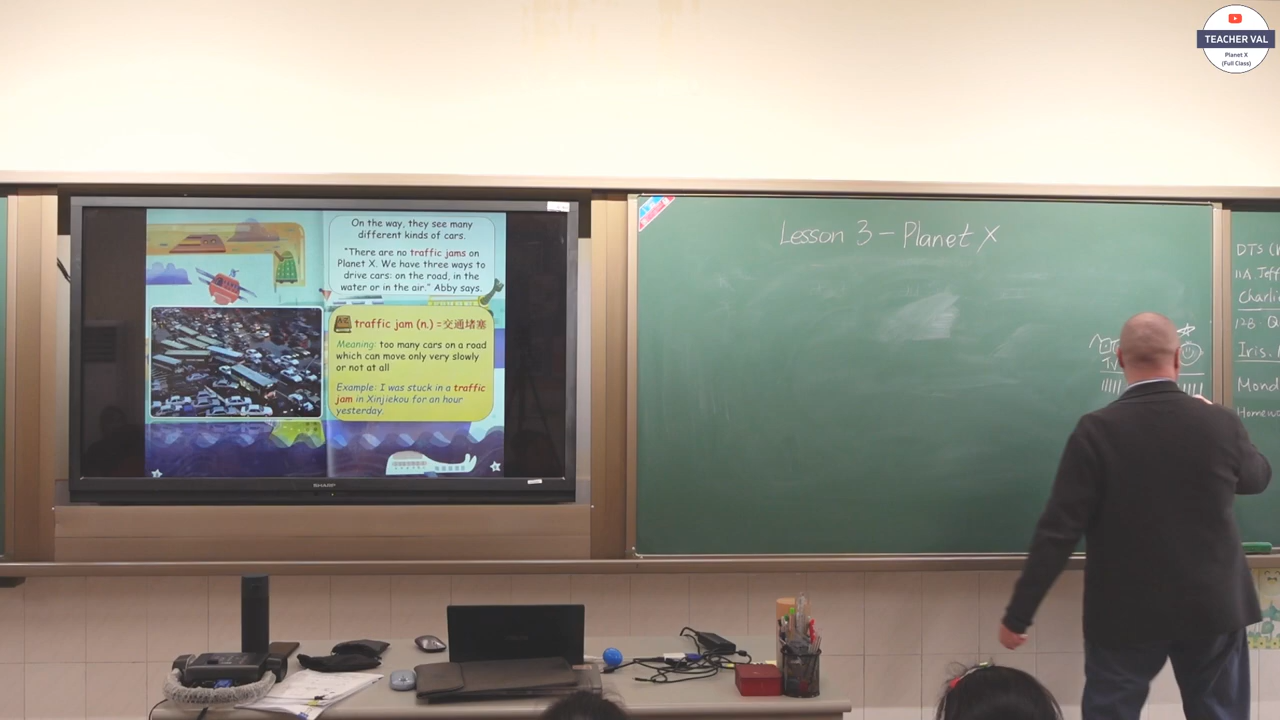 TEACHER VAL
Planet X
(Full Class)
On the way, they see many
different kinds of cars.
"There are no traffic jams on
Planet X. We have three ways to
drive cars: on the road, in the
water or in the air." Abby says.
traffic jam (n.) =交通堵塞
Meaning: too many cars on a road
which can move only very slowly
or not at all
Example: I was stuck in a traffic
jam in Xinjiekou for an hour
yesterday.
SHARP
Lesson 3 - Planet X
DTS
11A Jeff
Charli
12B. Q
Iris.
Mond
Homew